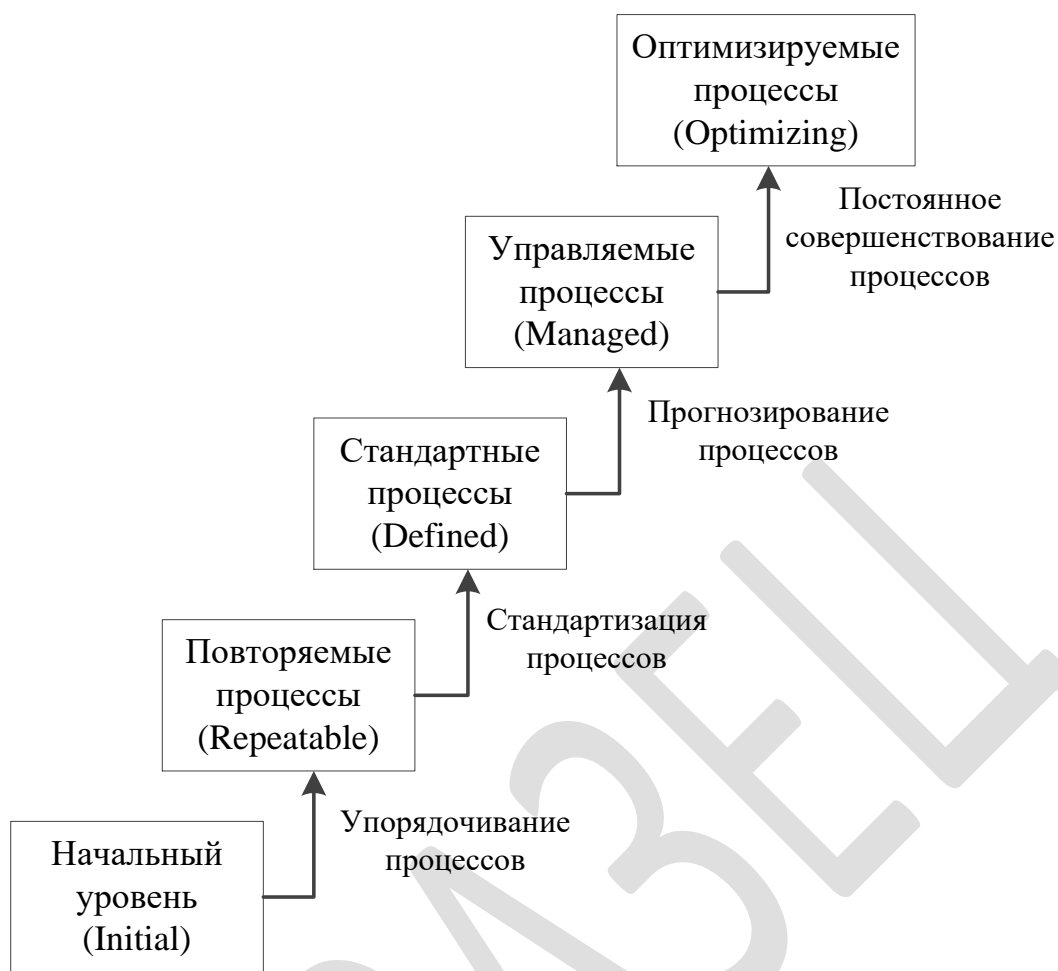 Оптимизируемые
процессы
(Optimizing)
Постоянное
совершенствование
процессов
Управляемые
процессы
(Managed)
Прогнозирование
процессов
Стандартные
процессы
(Defined)
Стандартизация
процессов
Повторяемые
процессы
(Repeatable)
Упорядочивание
процессов
Начальный
уровень
(Initial)